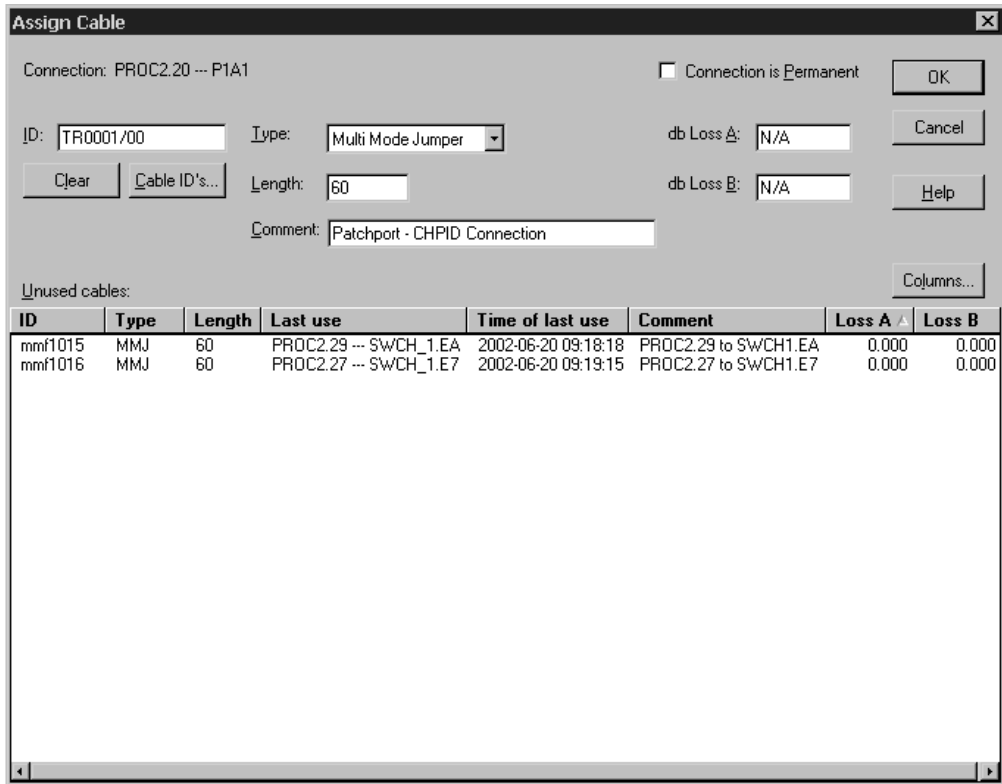 Assign Cable
Connection: PROC2.20 --- P1A1
Connection is Permanent
OK
ID: TR0001/00 Type: Multi Mode Jumper db Loss A: N/A Cancel
Clear Cable ID's... Length: 60 db Loss B: N/A Help
Comment: Patchport - CHPID Connection
Unused cables: Columns...
ID Type Length Last use Time of last use Comment Loss A Loss B
mmf1015 MMJ 60 PROC2.29 --- SWCH_1.EA 2002-06-20 09:18:18 PROC2.29 to SWCH1.EA 0.000 0.000
mmf1016 MMJ 60 PROC2.27 --- SWCH_1.E7 2002-06-20 09:19:15 PROC2.27 to SWCH1.E7 0.000 0.000